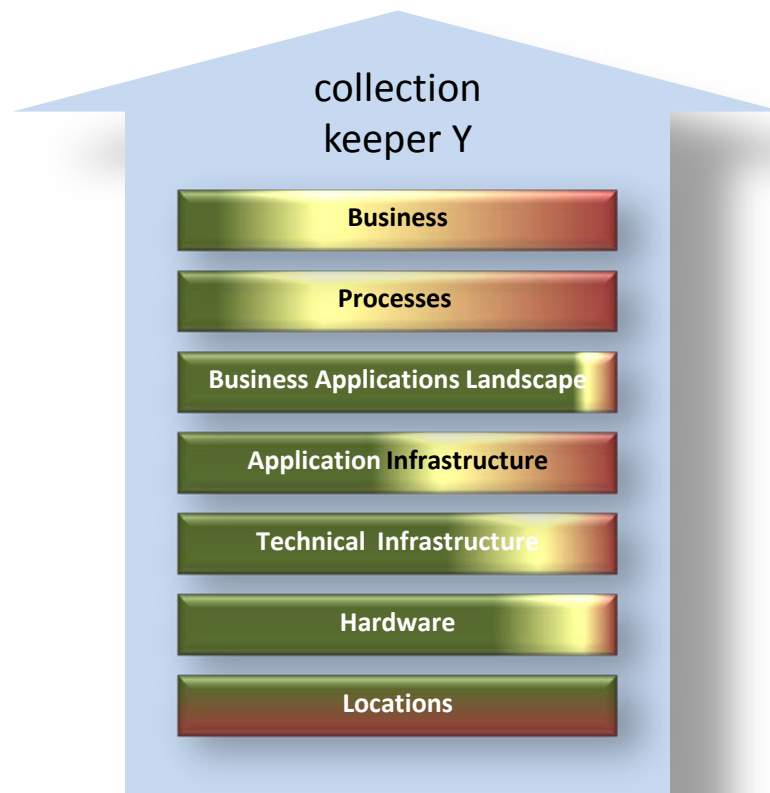 collection
keeper Y
Business
Processes
Business Applications Landscape
Application Infrastructure
Technical Infrastructure
Hardware
Locations